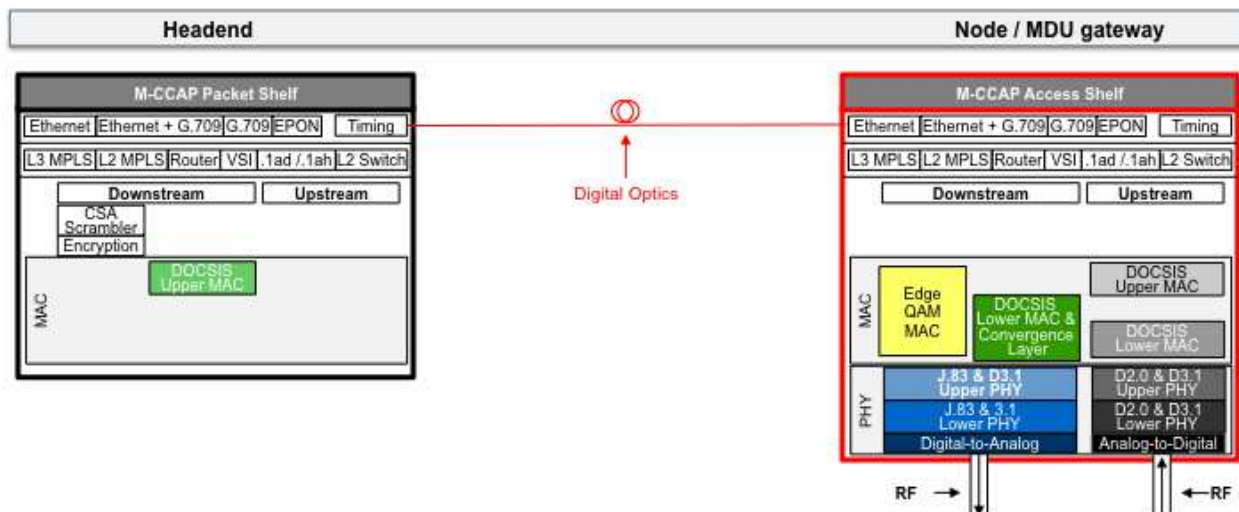 Headend
Node / MDU gateway
M-CCAP Packet Shelf
Ethernet Ethernet + G.709 G.709 EPON Timing
L3 MPLS L2 MPLS Router VSI .1ad /.1ah L2 Switch
Downstream Upstream
CSA
Scrambler
Encryption
DOCSIS
Upper MAC
MAC
Digital Optics
M-CCAP Access Shelf
Ethernet Ethernet + G.709 G.709 EPON Timing
L3 MPLS L2 MPLS Router VSI .1ad /.1ah L2 Switch
Downstream Upstream
MAC
Edge
QAM
MAC
DOCSIS
Lower MAC &
Convergence
Layer
DOCSIS
Upper MAC
DOCSIS
Lower MAC
PHY
J.83 & D3.1
Upper PHY
J.83 & 3.1
Lower PHY
Digital-to-Analog
D2.0 & D3.1
Upper PHY
D2.0 & D3.1
Lower PHY
Analog-to-Digital
RF
RF